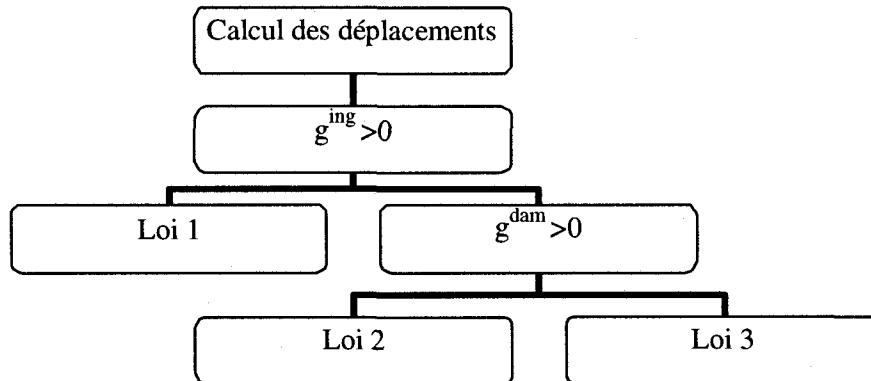 Calcul des déplacements
g^ing >0
Loi 1
g^dam >0
Loi 2
Loi 3